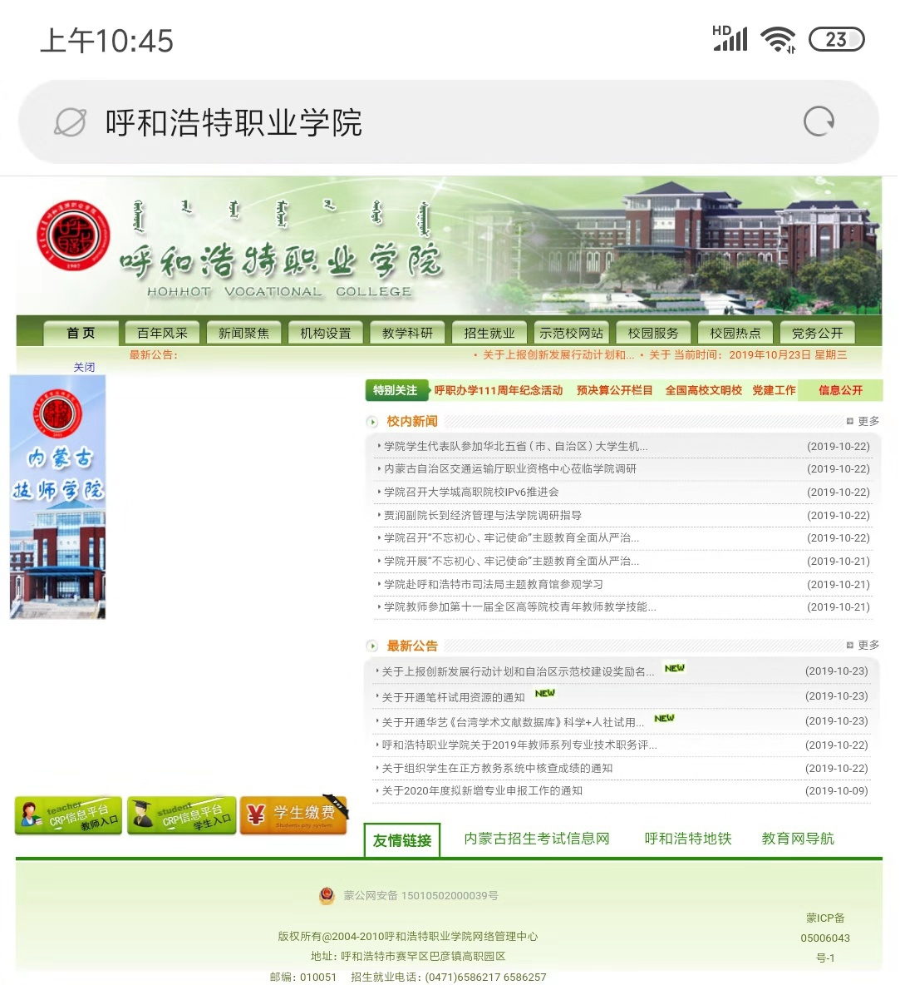 上午10:45
HD
23
呼和浩特职业学院
呼和浩特职业学院
HOHHOT VOCATIONAL COLLEGE
首 页 百年风采 新闻聚焦 机构设置 教学科研 招生就业 示范校网站 校园服务 校园热点 党务公开
最新公告： • 关于上报创新发展行动计划和... • 关于 当前时间：2019年10月23日 星期三
关闭
内蒙古
技师学院
特别关注 呼职办学111周年纪念活动 预决算公开栏目 全国高校文明校 党建工作 信息公开
校内新闻 更多
学院学生代表队参加华北五省（市、自治区）大学生机... (2019-10-22)
内蒙古自治区交通运输厅职业资格中心莅临学院调研 (2019-10-22)
学院召开大学城高职院校IPv6推进会 (2019-10-22)
贾润副院长到经济管理与法学院调研指导 (2019-10-22)
学院召开“不忘初心、牢记使命”主题教育全面从严治... (2019-10-22)
学院开展“不忘初心、牢记使命”主题教育全面从严治... (2019-10-21)
学院赴呼和浩特市司法局主题教育馆参观学习 (2019-10-21)
学院教师参加第十一届全区高等院校青年教师教学技能... (2019-10-21)
最新公告 更多
关于上报创新发展行动计划和自治区示范校建设奖励名... NEW (2019-10-23)
关于开通笔杆试用资源的通知 NEW (2019-10-23)
关于开通华艺《台湾学术文献数据库》科学+人社试用... NEW (2019-10-23)
呼和浩特职业学院关于2019年教师系列专业技术职务评... (2019-10-22)
关于组织学生在正方教务系统中核查成绩的通知 (2019-10-22)
关于2020年度拟新增专业申报工作的通知 (2019-10-09)
teacher
CRP信息平台
教师入口
student
CRP信息平台
学生入口
¥ 学生缴费
Students pay system
友情链接 内蒙古招生考试信息网 呼和浩特地铁 教育网导航
蒙公网安备 15010502000039号
版权所有@2004-2010呼和浩特职业学院网络管理中心
地址：呼和浩特市赛罕区巴彦镇高职园区
邮编：010051 招生就业电话：(0471)6586217 6586257
蒙ICP备
05006043
号-1